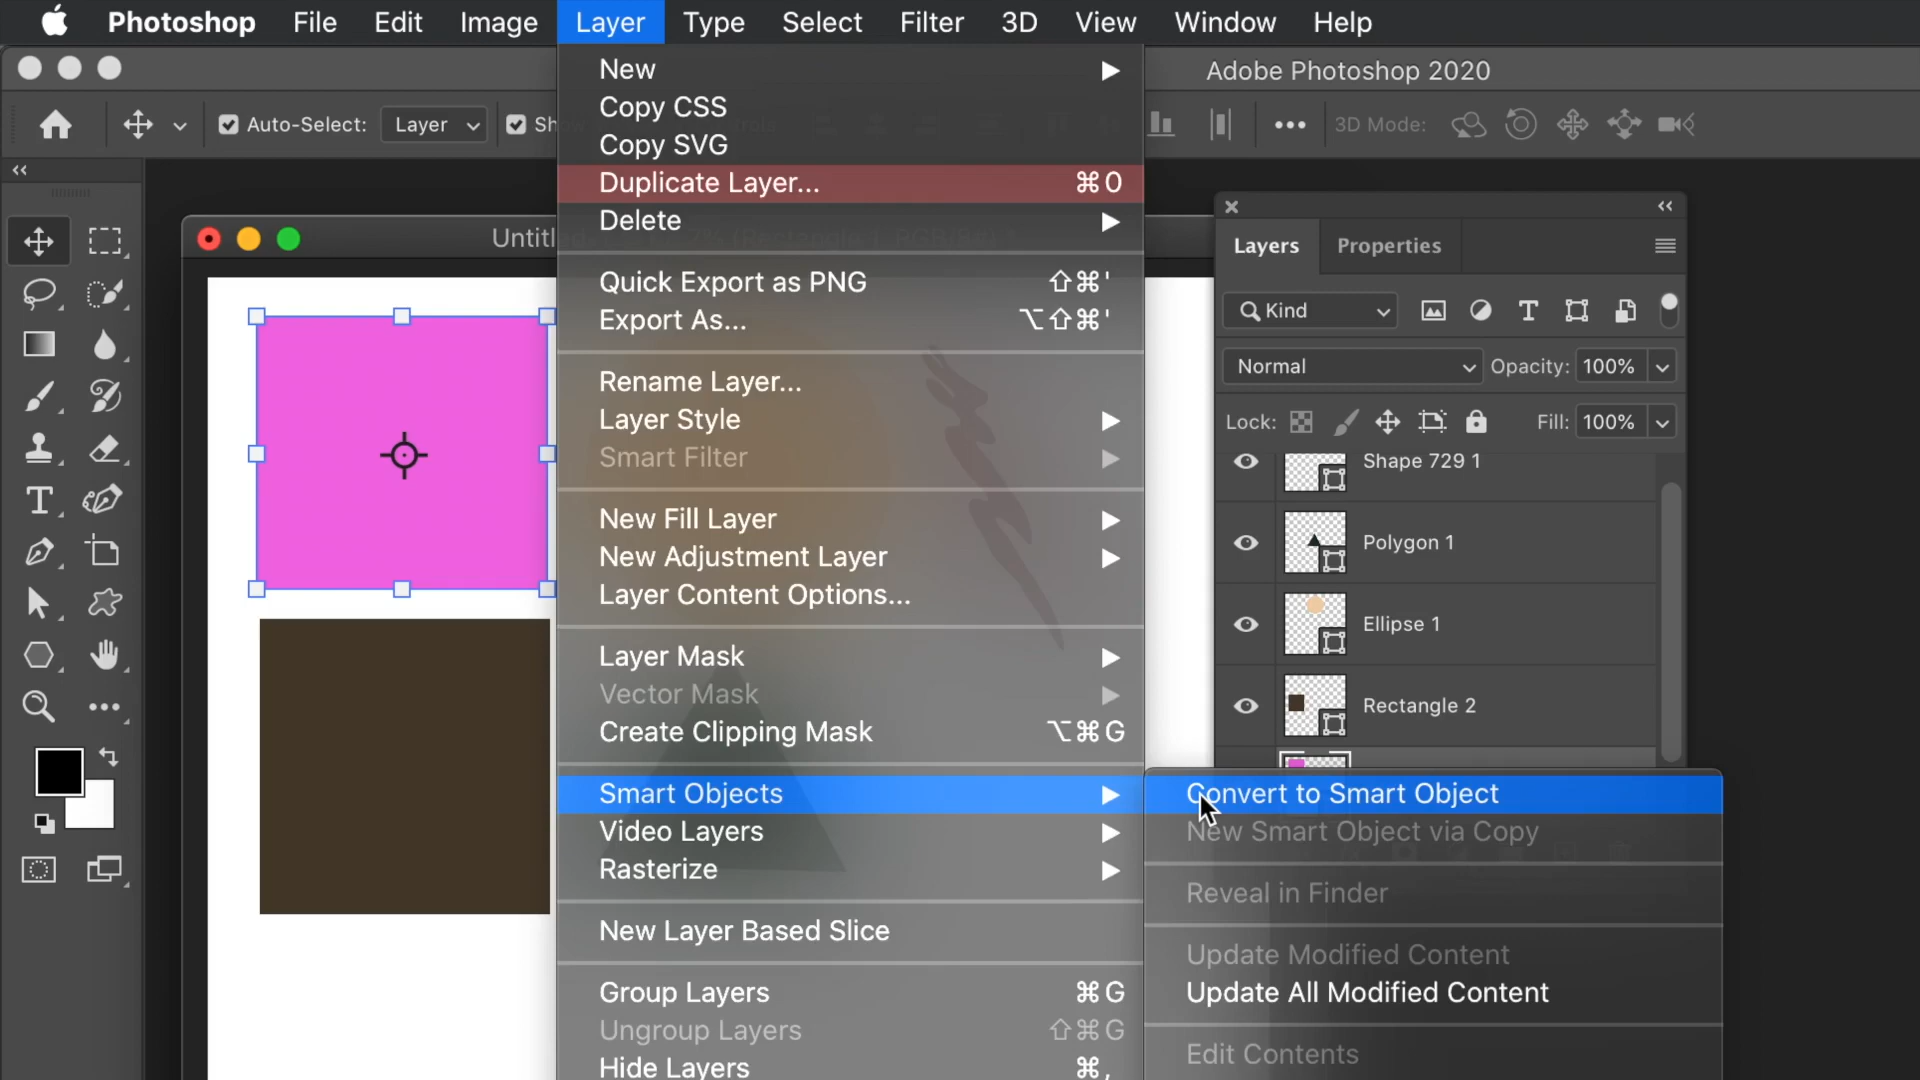 Photoshop File Edit Image Layer Type Select Filter 3D View Window Help
Adobe Photoshop 2020
Auto-Select: Layer
3D Mode:
New
Copy CSS
Copy SVG
Duplicate Layer... ⌘O
Delete
Quick Export as PNG ⇧⌘'
Export As... ⌥⇧⌘'
Rename Layer...
Layer Style
Smart Filter
New Fill Layer
New Adjustment Layer
Layer Content Options...
Layer Mask
Vector Mask
Create Clipping Mask ⌥⌘G
Smart Objects
Video Layers
Rasterize
New Layer Based Slice
Group Layers ⌘G
Ungroup Layers ⇧⌘G
Hide Layers ⌘,
Layers Properties
Kind
Normal Opacity: 100%
Lock: Fill: 100%
Shape 729 1
Polygon 1
Ellipse 1
Rectangle 2
Convert to Smart Object
New Smart Object via Copy
Reveal in Finder
Update Modified Content
Update All Modified Content
Edit Contents